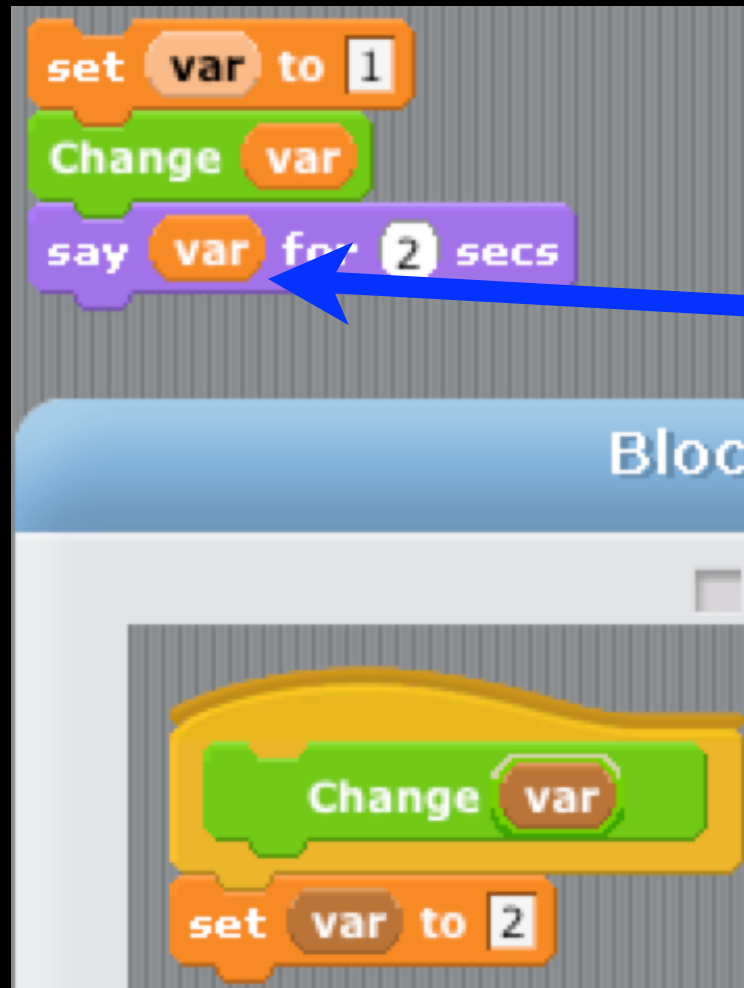 set var to 1
Change var
say var for 2 secs
Bloc
Change var
set var to 2